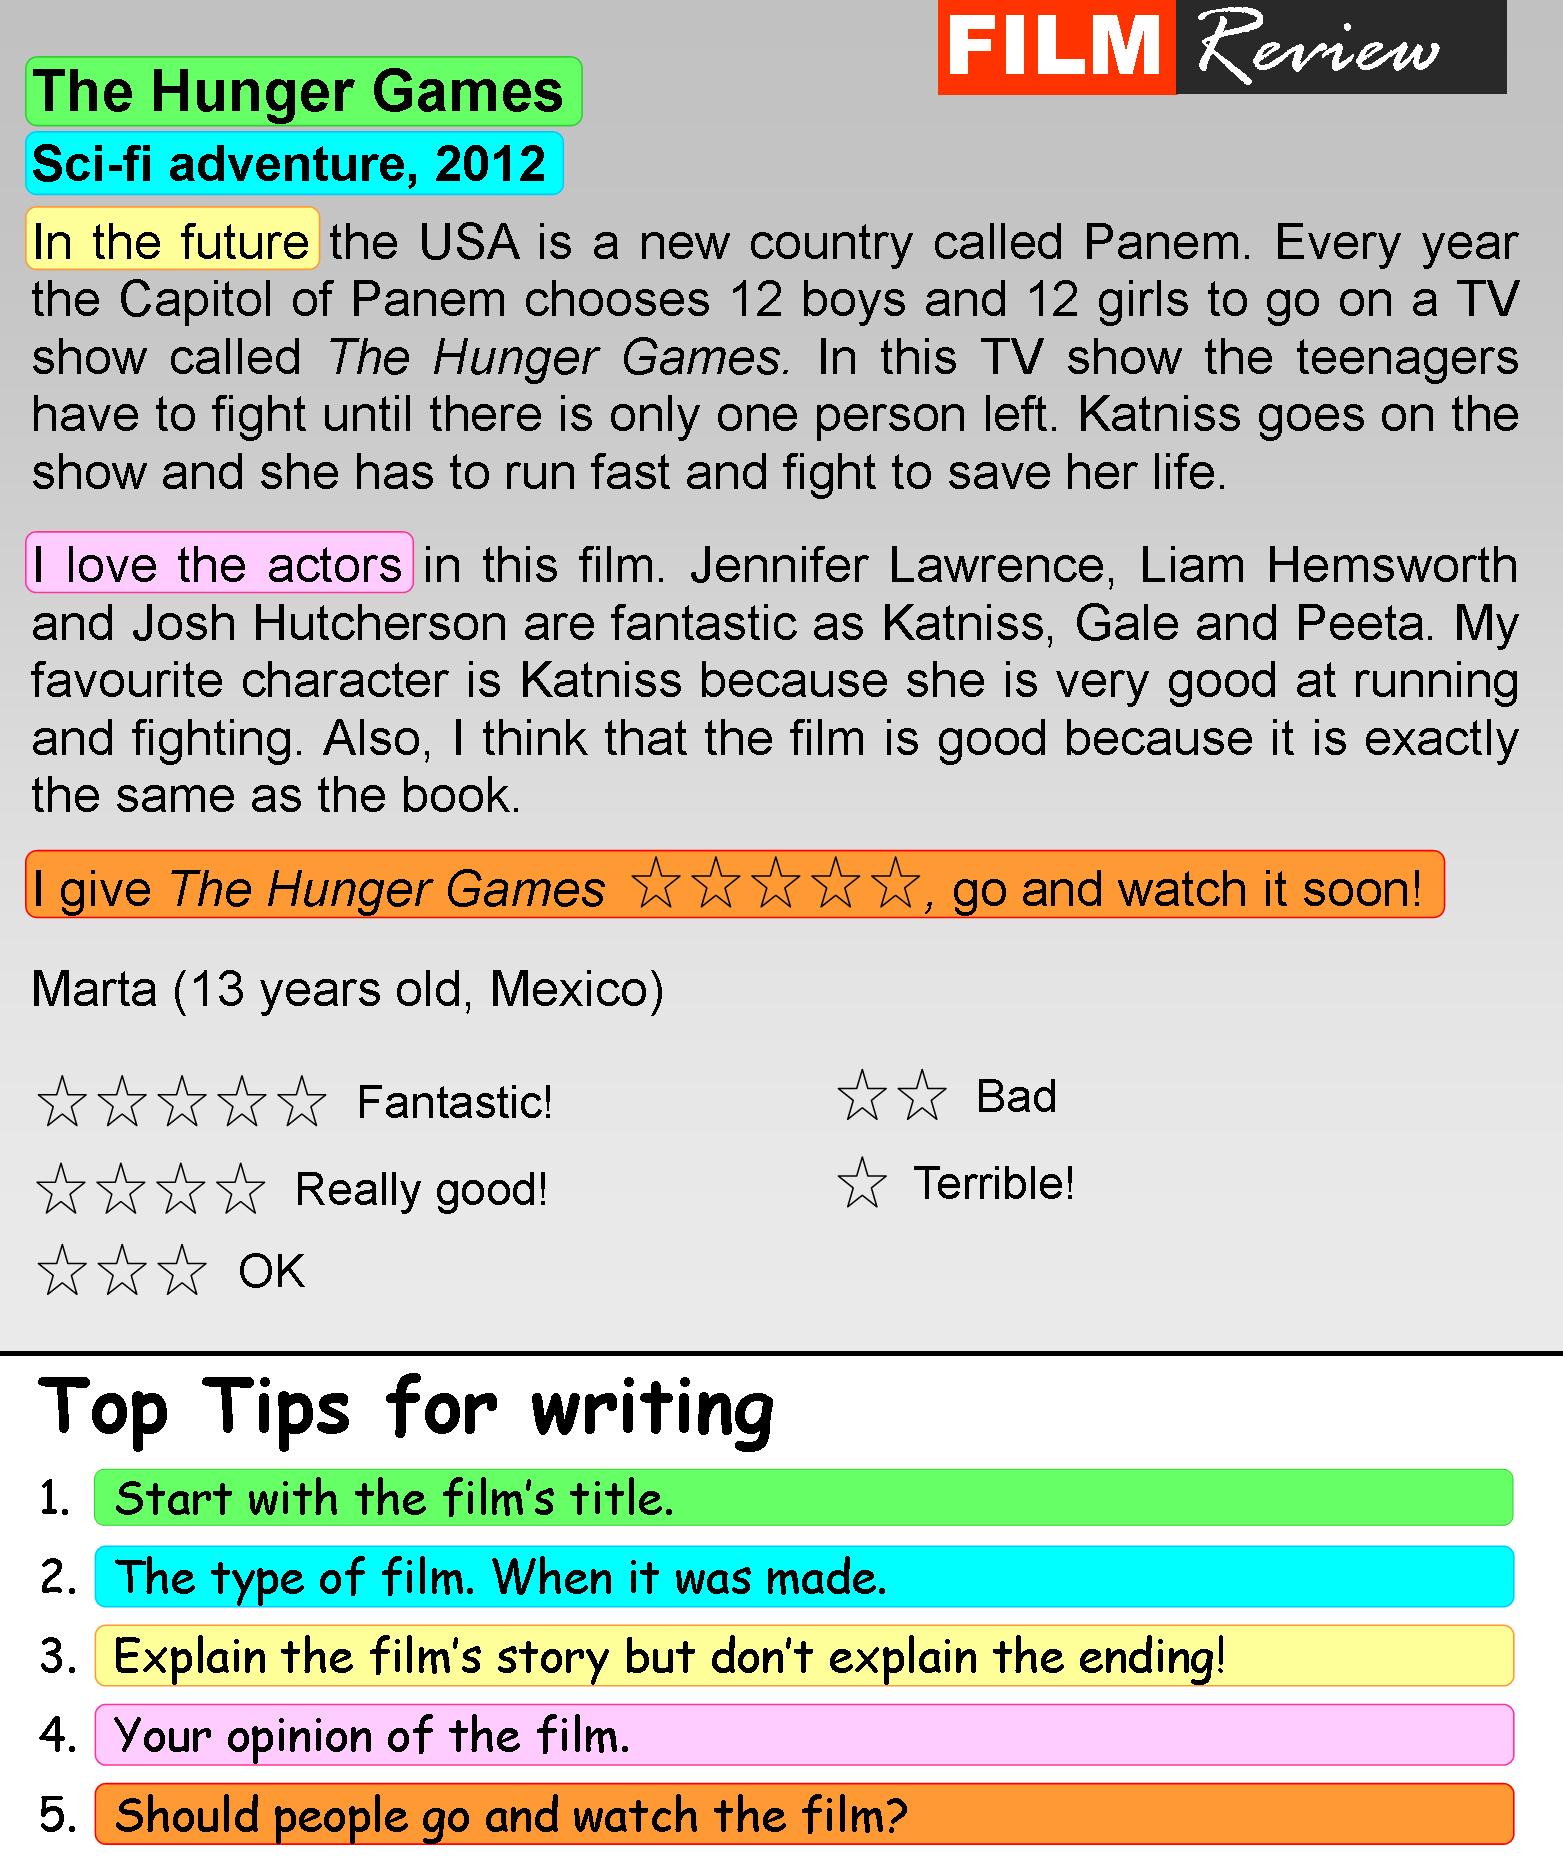 FILM Review
The Hunger Games
Sci-fi adventure, 2012
In the future the USA is a new country called Panem. Every year
the Capitol of Panem chooses 12 boys and 12 girls to go on a TV
show called The Hunger Games. In this TV show the teenagers
have to fight until there is only one person left. Katniss goes on the
show and she has to run fast and fight to save her life.
I love the actors in this film. Jennifer Lawrence, Liam Hemsworth
and Josh Hutcherson are fantastic as Katniss, Gale and Peeta. My
favourite character is Katniss because she is very good at running
and fighting. Also, I think that the film is good because it is exactly
the same as the book.
I give The Hunger Games ☆☆☆☆☆, go and watch it soon!
Marta (13 years old, Mexico)
☆☆☆☆☆ Fantastic!
☆☆☆☆ Really good!
☆☆☆ OK
☆☆ Bad
☆ Terrible!
Top Tips for writing
1. Start with the film's title.
2. The type of film. When it was made.
3. Explain the film's story but don't explain the ending!
4. Your opinion of the film.
5. Should people go and watch the film?